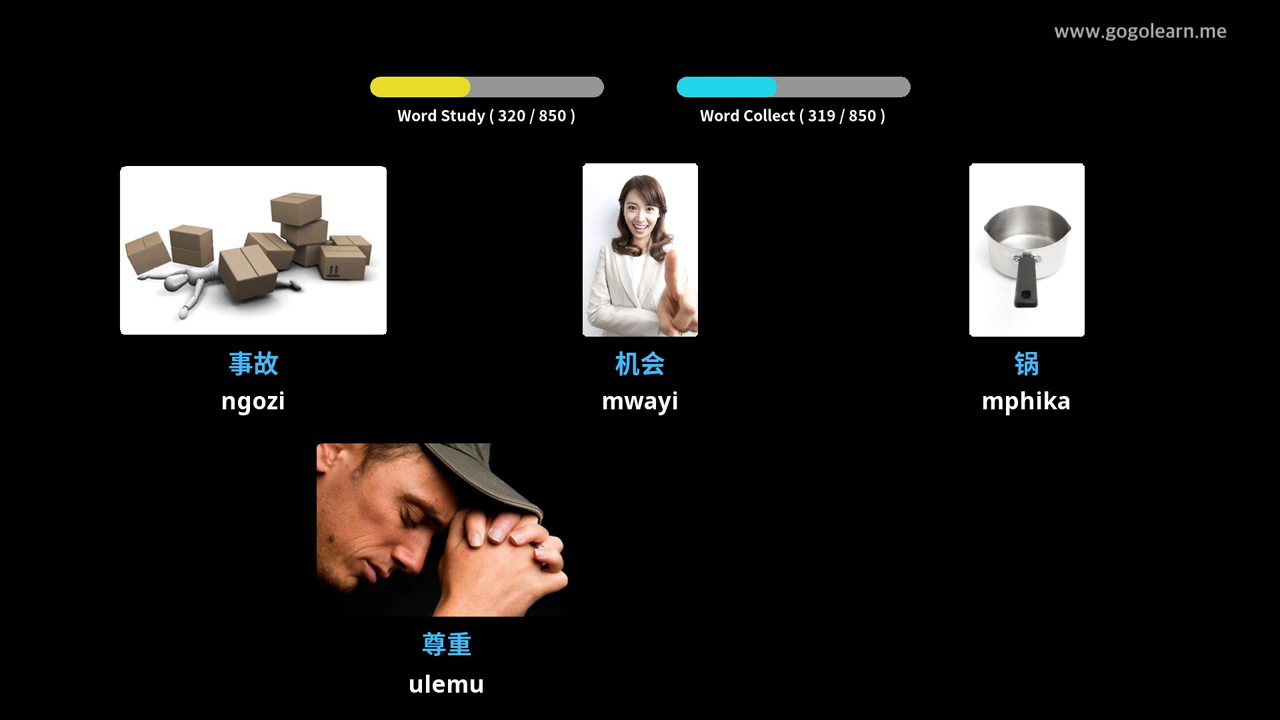 www.gogolearn.me
Word Study ( 320 / 850 )
Word Collect ( 319 / 850 )
事故
ngozi
机会
mwayi
锅
mphika
尊重
ulemu